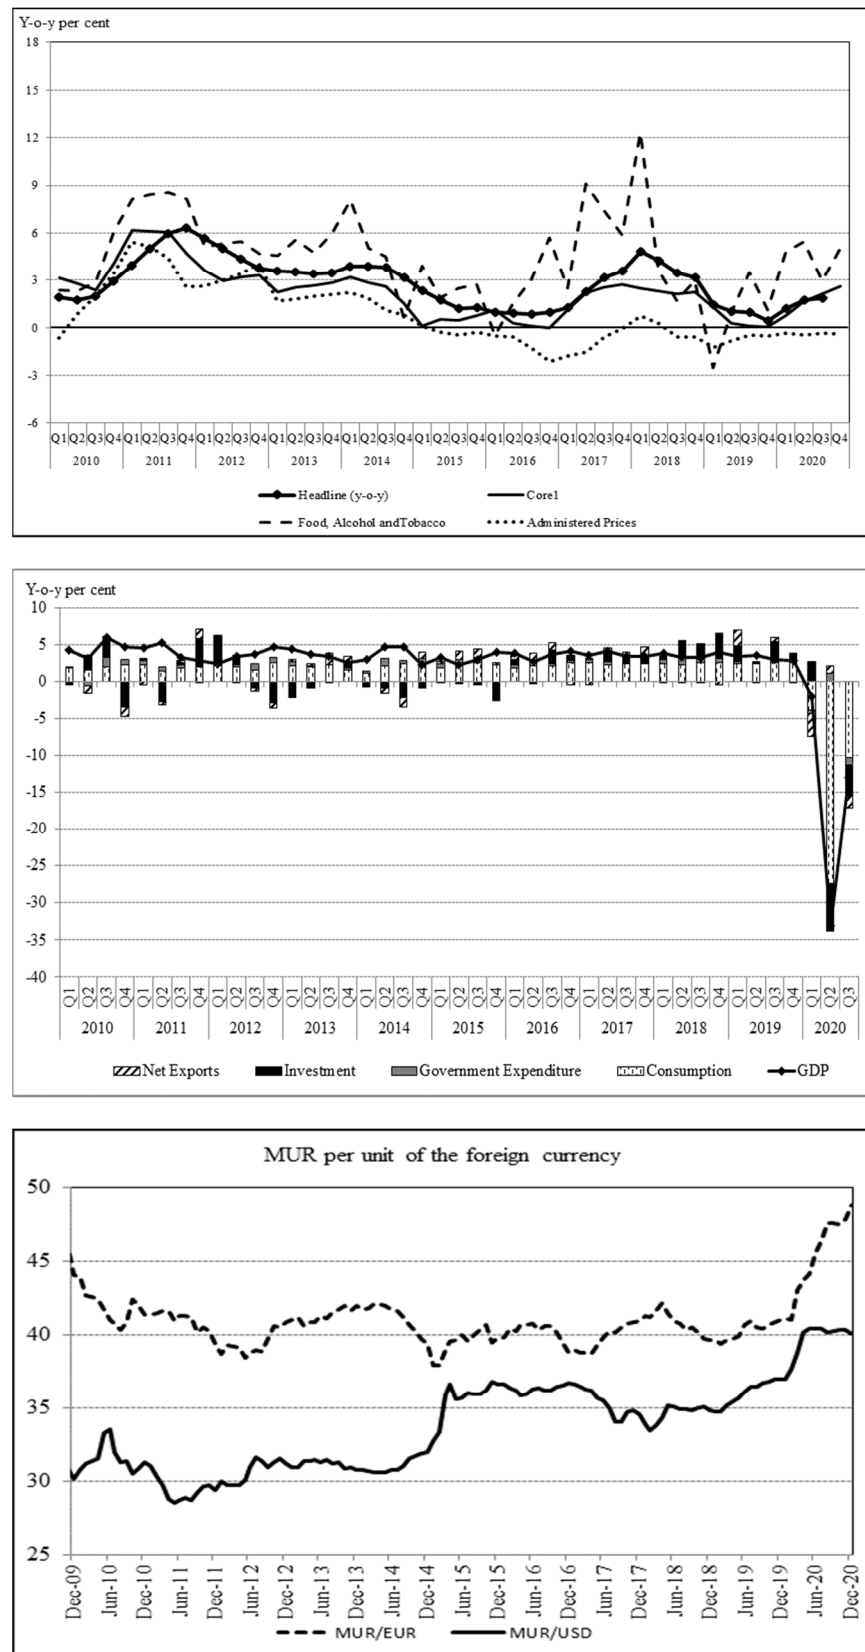 Y-o-y per cent
18
15
12
9
6
3
0
-3
-6
Q1 Q2 Q3 Q4 Q1 Q2 Q3 Q4 Q1 Q2 Q3 Q4 Q1 Q2 Q3 Q4 Q1 Q2 Q3 Q4 Q1 Q2 Q3 Q4 Q1 Q2 Q3 Q4 Q1 Q2 Q3 Q4 Q1 Q2 Q3 Q4 Q1 Q2 Q3 Q4 Q1 Q2 Q3 Q4
2010 2011 2012 2013 2014 2015 2016 2017 2018 2019 2020
Headline (y-o-y) Core1
Food, Alcohol andTobacco Administered Prices
Y-o-y per cent
10
5
0
-5
-10
-15
-20
-25
-30
-35
-40
Q1 Q2 Q3 Q4 Q1 Q2 Q3 Q4 Q1 Q2 Q3 Q4 Q1 Q2 Q3 Q4 Q1 Q2 Q3 Q4 Q1 Q2 Q3 Q4 Q1 Q2 Q3 Q4 Q1 Q2 Q3 Q4 Q1 Q2 Q3 Q4 Q1 Q2 Q3 Q4 Q1 Q2 Q3
2010 2011 2012 2013 2014 2015 2016 2017 2018 2019 2020
Net Exports Investment Government Expenditure Consumption GDP
MUR per unit of the foreign currency
50
45
40
35
30
25
Dec-09 Jun-10 Dec-10 Jun-11 Dec-11 Jun-12 Dec-12 Jun-13 Dec-13 Jun-14 Dec-14 Jun-15 Dec-15 Jun-16 Dec-16 Jun-17 Dec-17 Jun-18 Dec-18 Jun-19 Dec-19 Jun-20 Dec-20
MUR/EUR MUR/USD